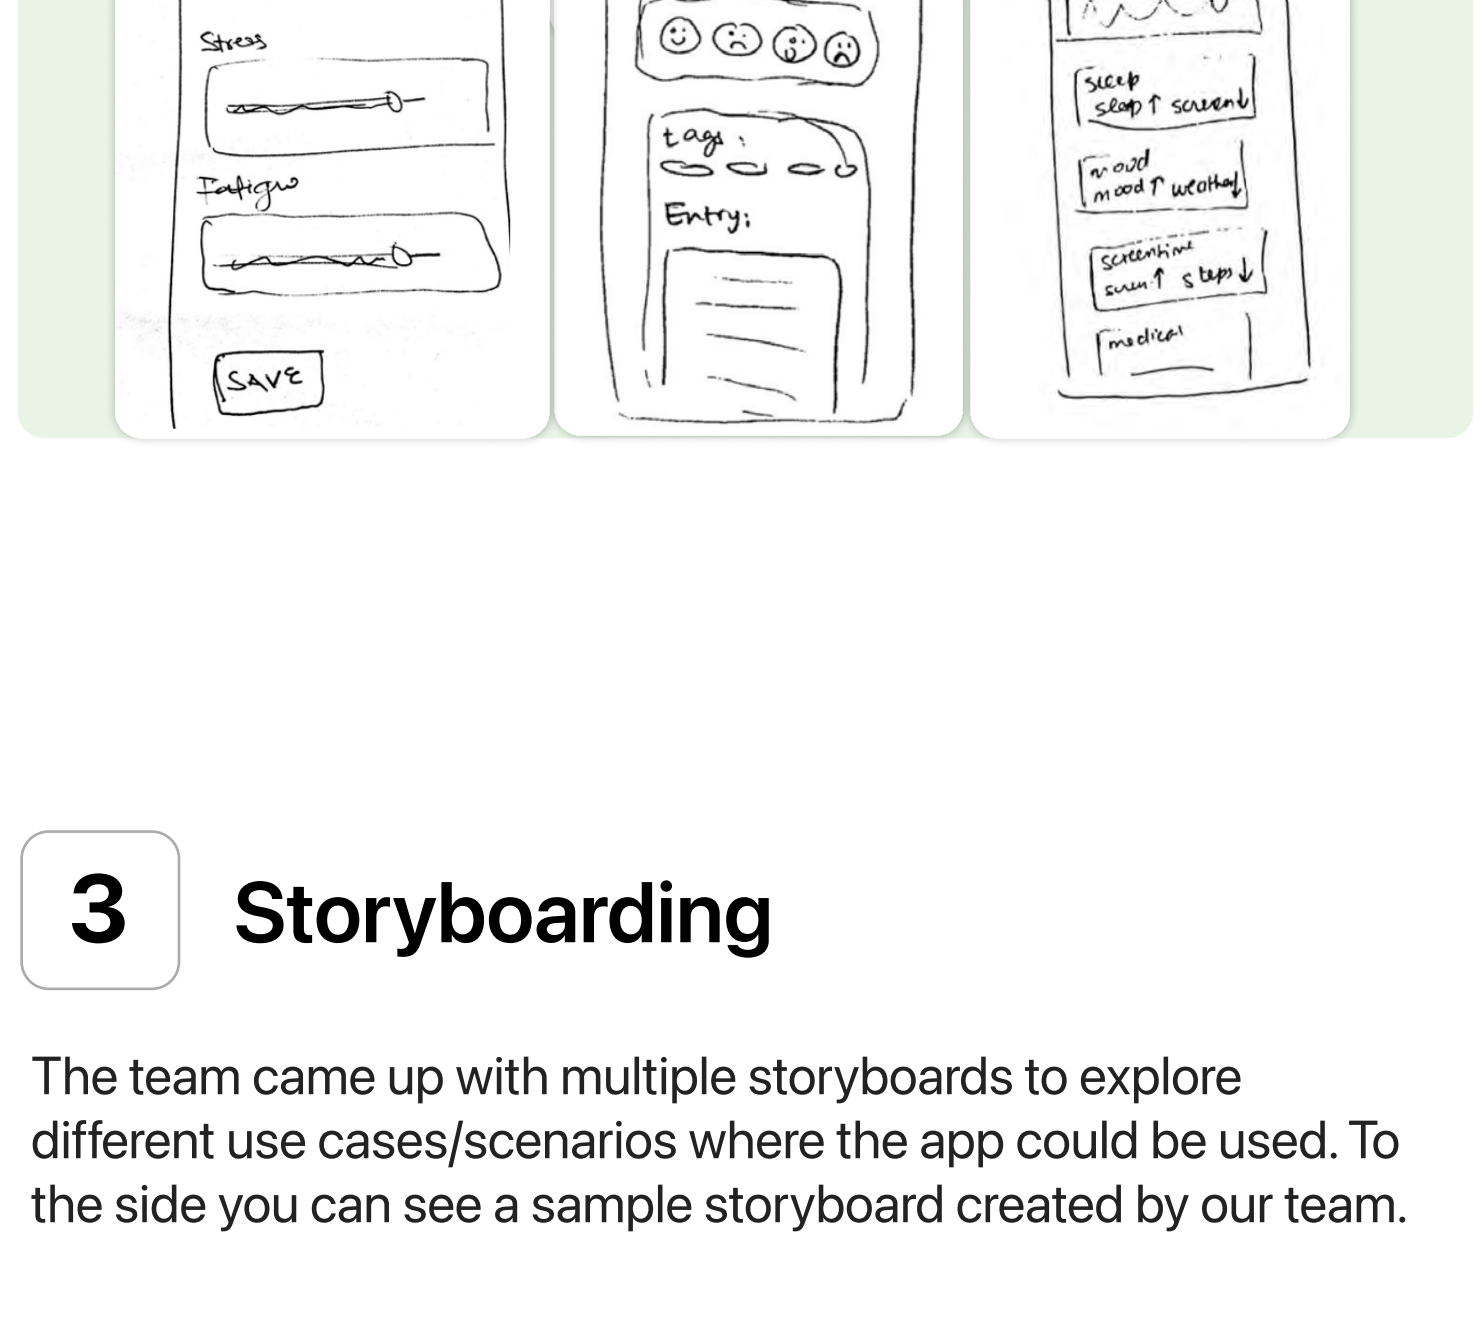 Stress
Fatigue
SAVE
tags :
Entry:
sleep
sleep ↑ screen ↓
mood
mood ↑ weather ↓
screentime
screen ↑ steps ↓
medical
3 Storyboarding
The team came up with multiple storyboards to explore
different use cases/scenarios where the app could be used. To
the side you can see a sample storyboard created by our team.